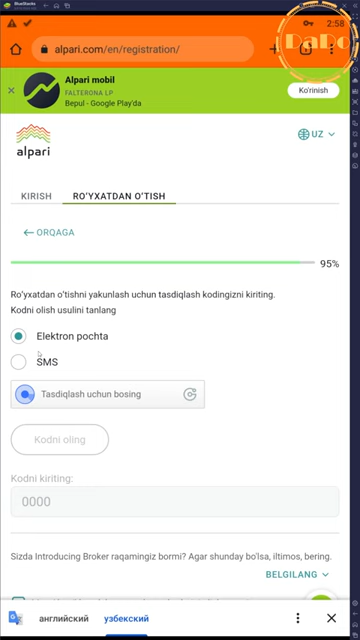 BlueStacks
2:58
DaDo
alpari.com/en/registration/
Alpari mobil
FALTERONA LP
Bepul - Google Play'da
Ko'rinish
alpari
UZ
KIRISH
RO'YXATDAN O'TISH
ORQAGA
95%
Ro'yxatdan o'tishni yakunlash uchun tasdiqlash kodingizni kiriting.
Kodni olish usulini tanlang
Elektron pochta
SMS
Tasdiqlash uchun bosing
Kodni oling
Kodni kiriting:
0000
Sizda Introducing Broker raqamingiz bormi? Agar shunday bo'lsa, iltimos, bering.
BELGILANG
английский
узбекский